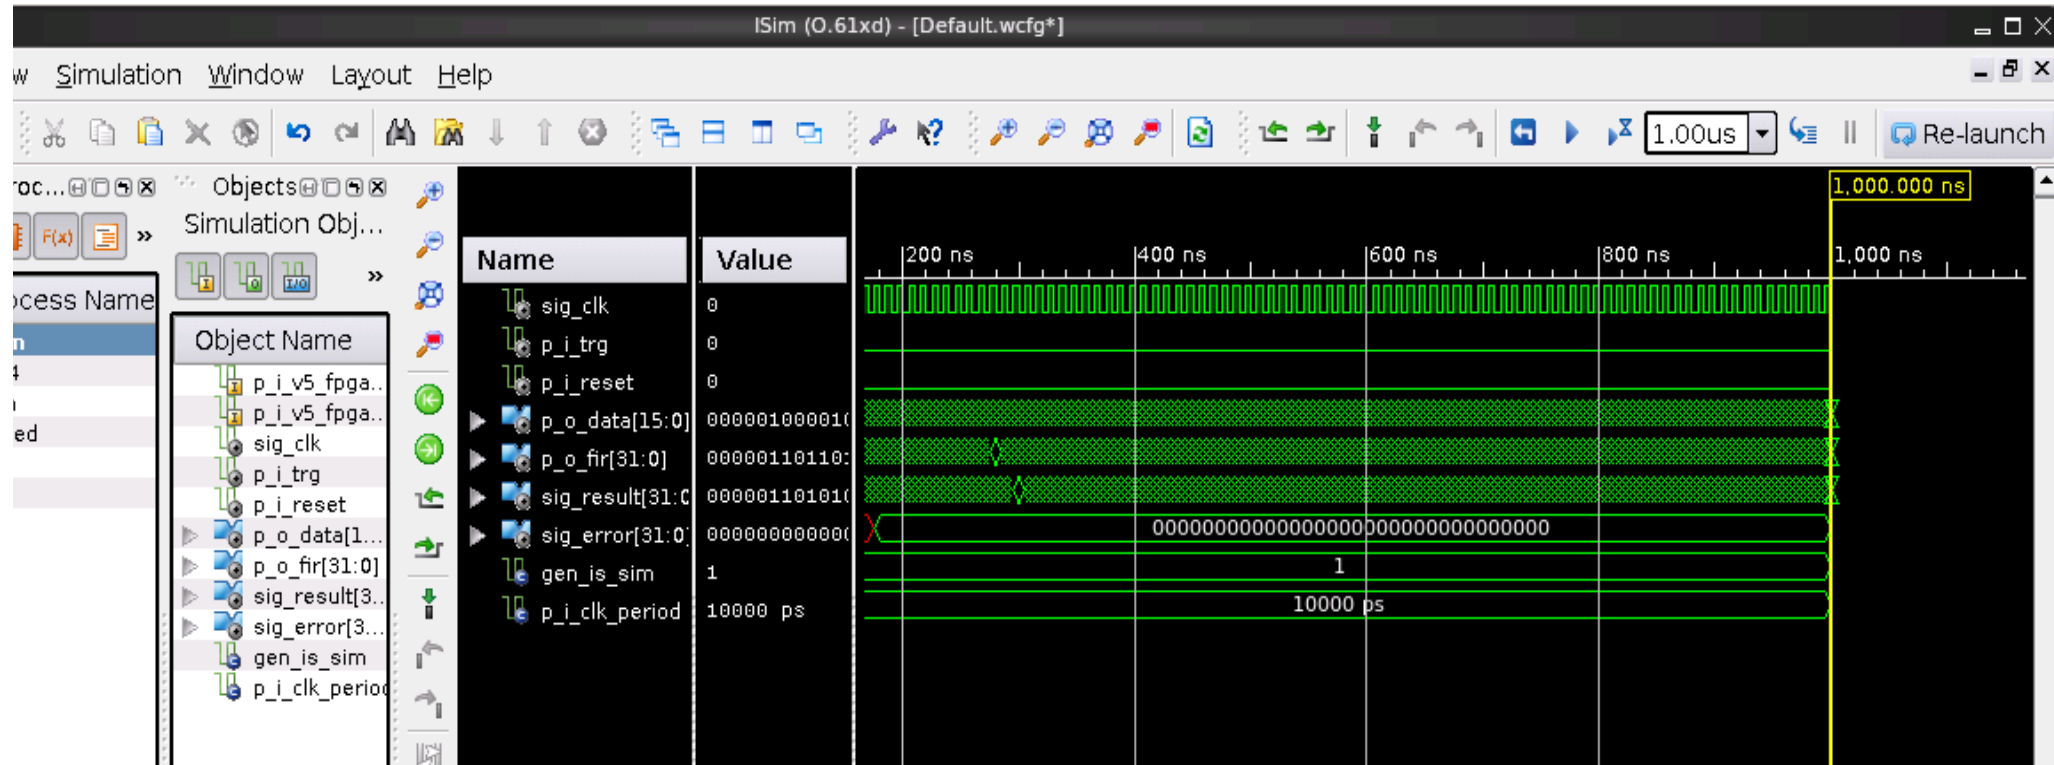 ISim (O.61xd) - [Default.wcfg*]
w Simulation Window Layout Help
1.00us Re-launch
roc... Objects
Simulation Obj...
F(x) »
»
ocess Name
n
4
ed
Object Name
p_i_v5_fpga..
p_i_v5_fpga..
sig_clk
p_i_trg
p_i_reset
p_o_data[1...
p_o_fir[31:0]
sig_result[3..
sig_error[3...
gen_is_sim
p_i_clk_period
Name Value
sig_clk 0
p_i_trg 0
p_i_reset 0
p_o_data[15:0] 00000100001(
p_o_fir[31:0] 00000110110:
sig_result[31:0 00000110101(
sig_error[31:0] 00000000000(
gen_is_sim 1
p_i_clk_period 10000 ps
1,000.000 ns
200 ns 400 ns 600 ns 800 ns 1,000 ns
00000000000000000000000000000000
1
10000 ps